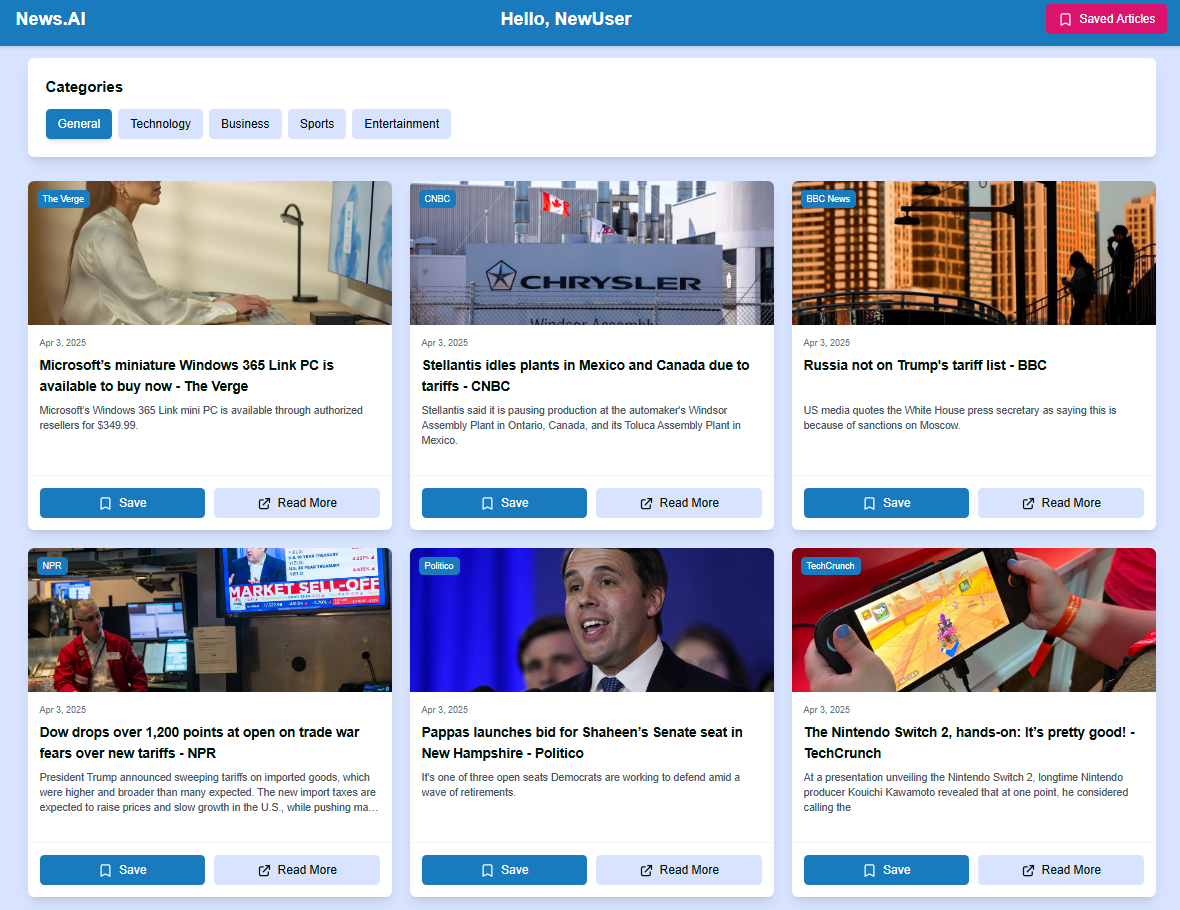 News.AI
Hello, NewUser
Saved Articles
Categories
General
Technology
Business
Sports
Entertainment
The Verge
Apr 3, 2025
Microsoft’s miniature Windows 365 Link PC is
available to buy now - The Verge
Microsoft’s Windows 365 Link mini PC is available through authorized
resellers for $349.99.
Save
Read More
CNBC
CHRYSLER
Windsor Assembly
Apr 3, 2025
Stellantis idles plants in Mexico and Canada due to
tariffs - CNBC
Stellantis said it is pausing production at the automaker's Windsor
Assembly Plant in Ontario, Canada, and its Toluca Assembly Plant in
Mexico.
Save
Read More
BBC News
Apr 3, 2025
Russia not on Trump's tariff list - BBC
US media quotes the White House press secretary as saying this is
because of sanctions on Moscow.
Save
Read More
NPR
YIELD:
U.S. 30 YEAR TREASURY
YIELD:
MARKET SELL-OFF
Apr 3, 2025
Dow drops over 1,200 points at open on trade war
fears over new tariffs - NPR
President Trump announced sweeping tariffs on imported goods, which
were higher and broader than many expected. The new import taxes are
expected to raise prices and slow growth in the U.S., while pushing ma…
Save
Read More
Politico
Apr 3, 2025
Pappas launches bid for Shaheen’s Senate seat in
New Hampshire - Politico
It's one of three open seats Democrats are working to defend amid a
wave of retirements.
Save
Read More
TechCrunch
Apr 3, 2025
The Nintendo Switch 2, hands-on: It’s pretty good! -
TechCrunch
At a presentation unveiling the Nintendo Switch 2, longtime Nintendo
producer Kouichi Kawamoto revealed that at one point, he considered
calling the
Save
Read More